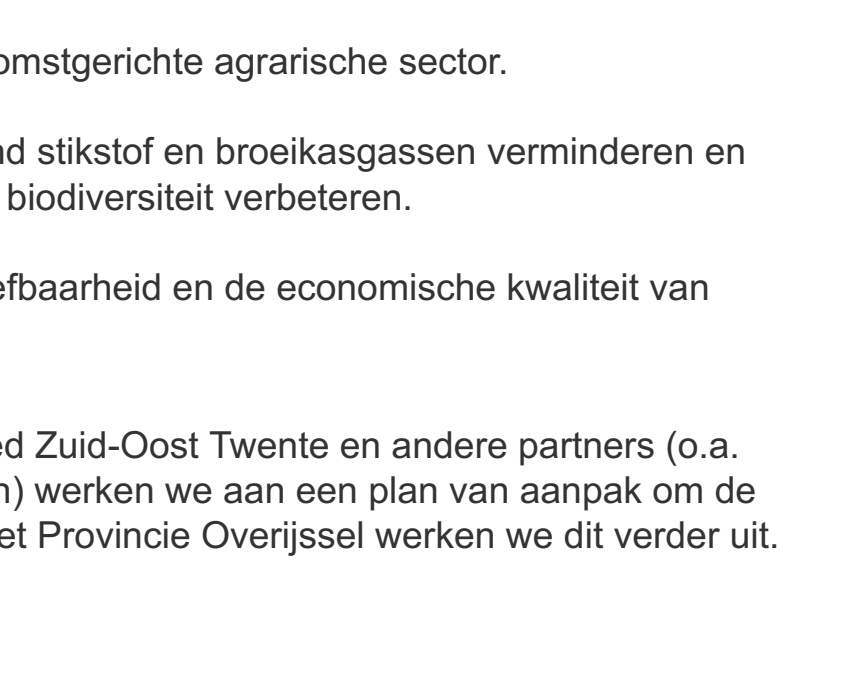 omstgerichte agrarische sector.
nd stikstof en broeikasgassen verminderen en
biodiversiteit verbeteren.
efbaarheid en de economische kwaliteit van
ed Zuid-Oost Twente en andere partners (o.a.
n) werken we aan een plan van aanpak om de
et Provincie Overijssel werken we dit verder uit.